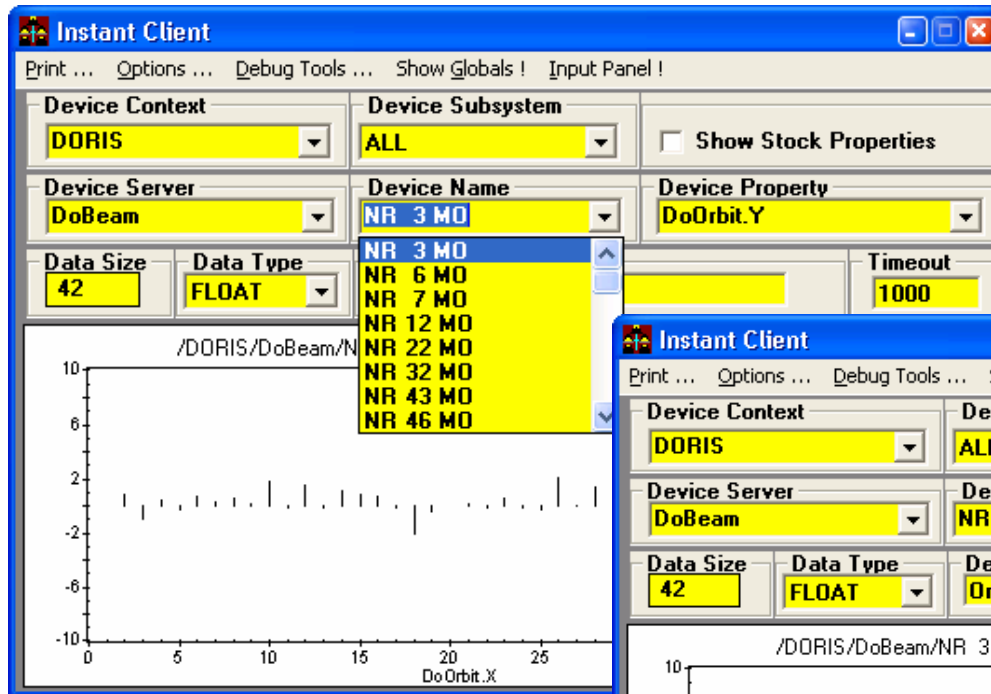 Instant Client
Print ... Options ... Debug Tools ... Show Globals ! Input Panel !
Device Context
DORIS
Device Subsystem
ALL
Show Stock Properties
Device Server
DoBeam
Device Name
NR 3 MO
Device Property
DoOrbit.Y
NR 3 MO
NR 6 MO
NR 7 MO
NR 12 MO
NR 22 MO
NR 32 MO
NR 43 MO
NR 46 MO
Data Size
42
Data Type
FLOAT
Timeout
1000
/DORIS/DoBeam/N
10
6
2
-2
-6
-10
0 5 10 15 20 25
DoOrbit.X
Instant Client
Print ... Options ... Debug Tools ...
Device Context
DORIS
De
ALL
Device Server
DoBeam
De
NR
Data Size
42
Data Type
FLOAT
De
/DORIS/DoBeam/NR 3
10